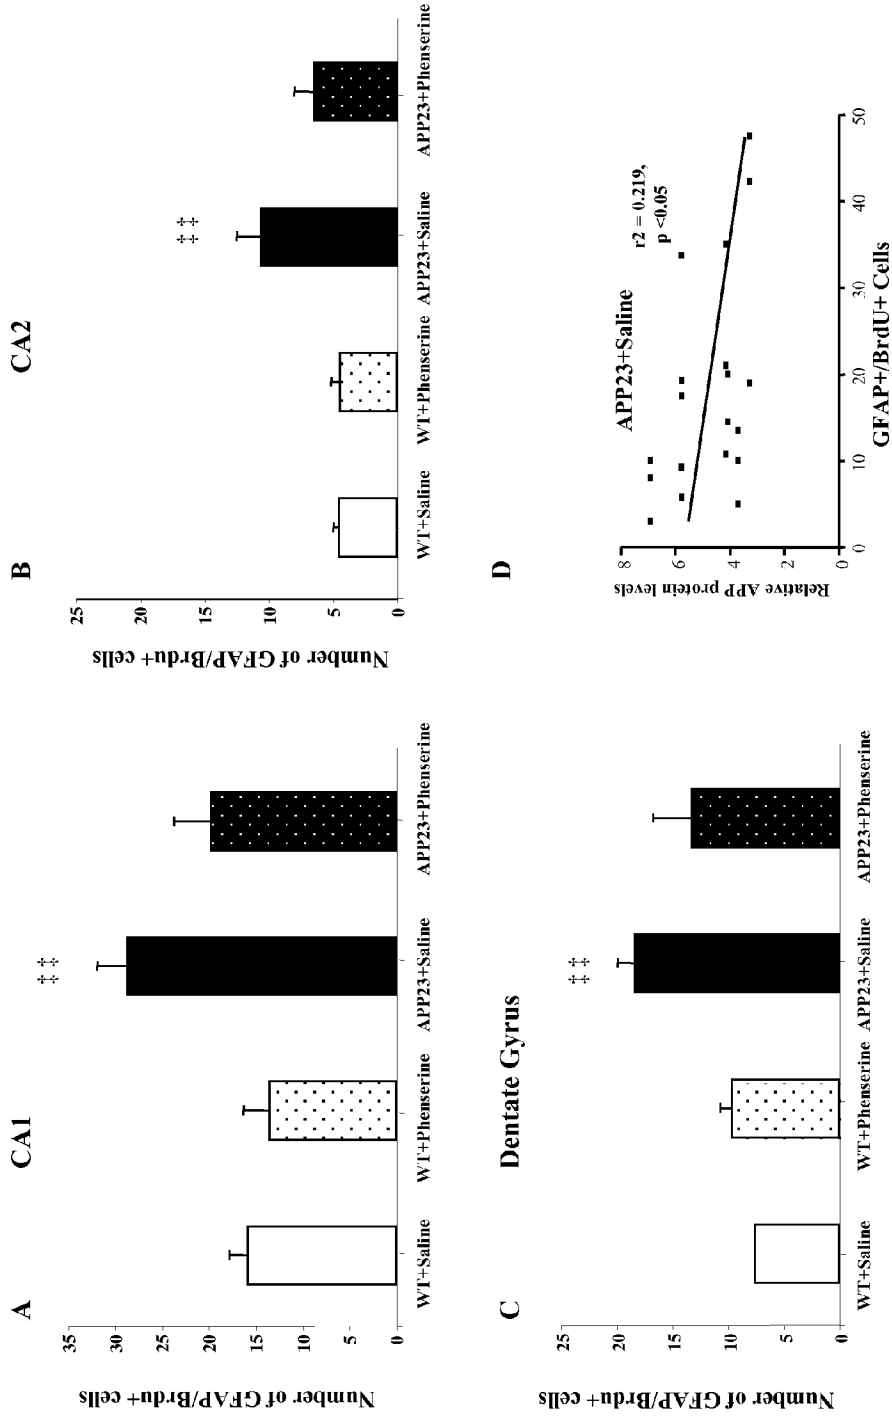 A
CA1
Number of GFAP/Brdu+ cells
35
30
25
20
15
10
5
0
WT+Saline
WT+Phenserine
APP23+Saline
APP23+Phenserine
‡‡
B
CA2
Number of GFAP/Brdu+ cells
25
20
15
10
5
0
WT+Saline
WT+Phenserine
APP23+Saline
APP23+Phenserine
‡‡
C
Dentate Gyrus
Number of GFAP/Brdu+ cells
25
20
15
10
5
0
WT+Saline
WT+Phenserine
APP23+Saline
APP23+Phenserine
‡‡
D
APP23+Saline
r2 = 0.219,
p <0.05
Relative APP protein levels
8
6
4
2
0
0
10
20
30
40
50
GFAP+/BrdU+ Cells